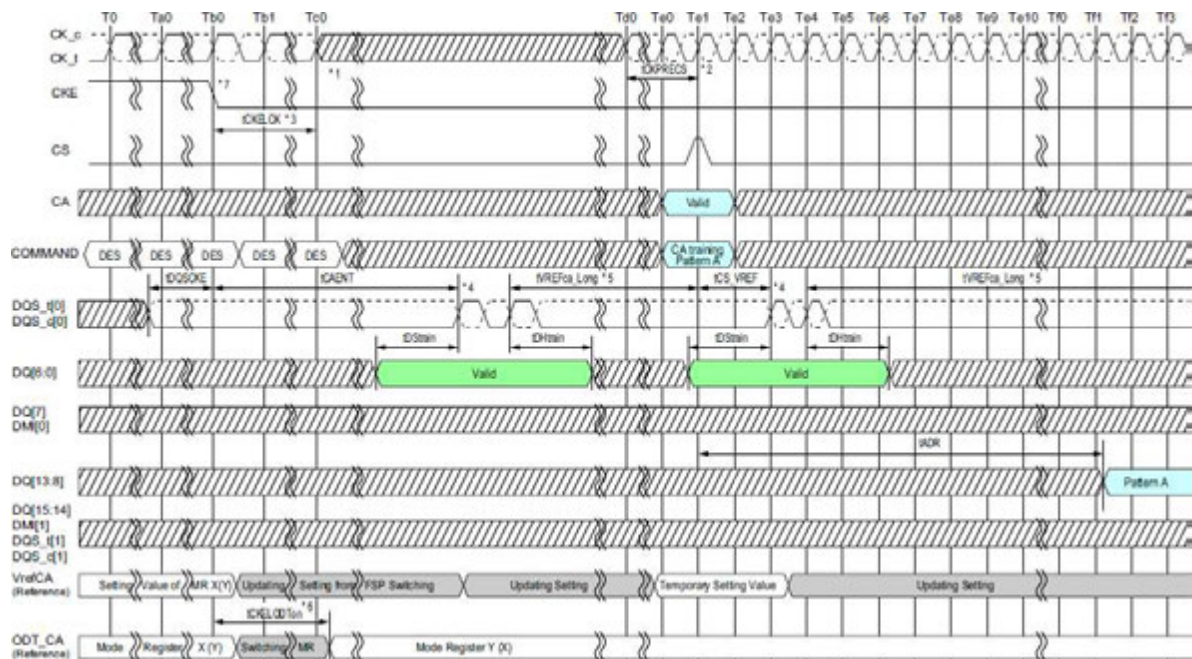 T0 Ta0 Tb0 Tb1 Tc0 Td0 Te0 Te1 Te2 Te3 Te4 Te5 Te6 Te7 Te8 Te9 Te10 Tf0 Tf1 Tf2 Tf3
CK_c
CK_t
*1 tCKPRECS *2
CKE *7
tCKELCK *3
CS
CA Valid
COMMAND DES DES DES DES DES CA training
Pattern A
tDQSCKE tCAENT *4 tVREFca_Long *5 tCS_VREF *4 tVREFca_Long *5
DQS_t[0]
DQS_c[0]
tDStrain tDHtrain tDStrain tDHtrain
DQ[6:0] Valid Valid
DQ[7]
DMI[0]
tADR
DQ[13:8] Pattern A
DQ[15:14]
DMI[1]
DQS_t[1]
DQS_c[1]
VrefCA
(Reference) Setting Value of MR X(Y) Updating Setting from FSP Switching Updating Setting Temporary Setting Value Updating Setting
tCKELODTon *6
ODT_CA
(Reference) Mode Register X (Y) Switching MR Mode Register Y (X)